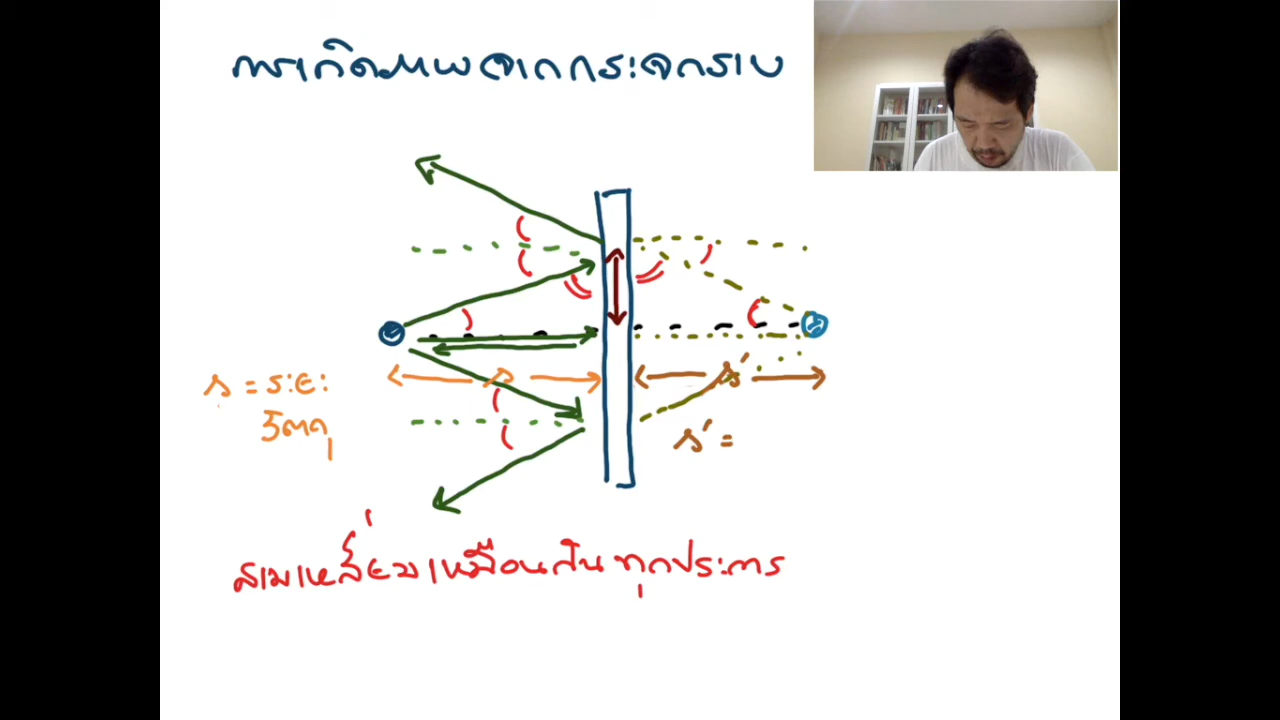 การเกิดภาพจากกระจกราบ
s
s'
s = ระยะ
วัตถุ
s' =
สามเหลี่ยมเหมือนกันทุกประการ